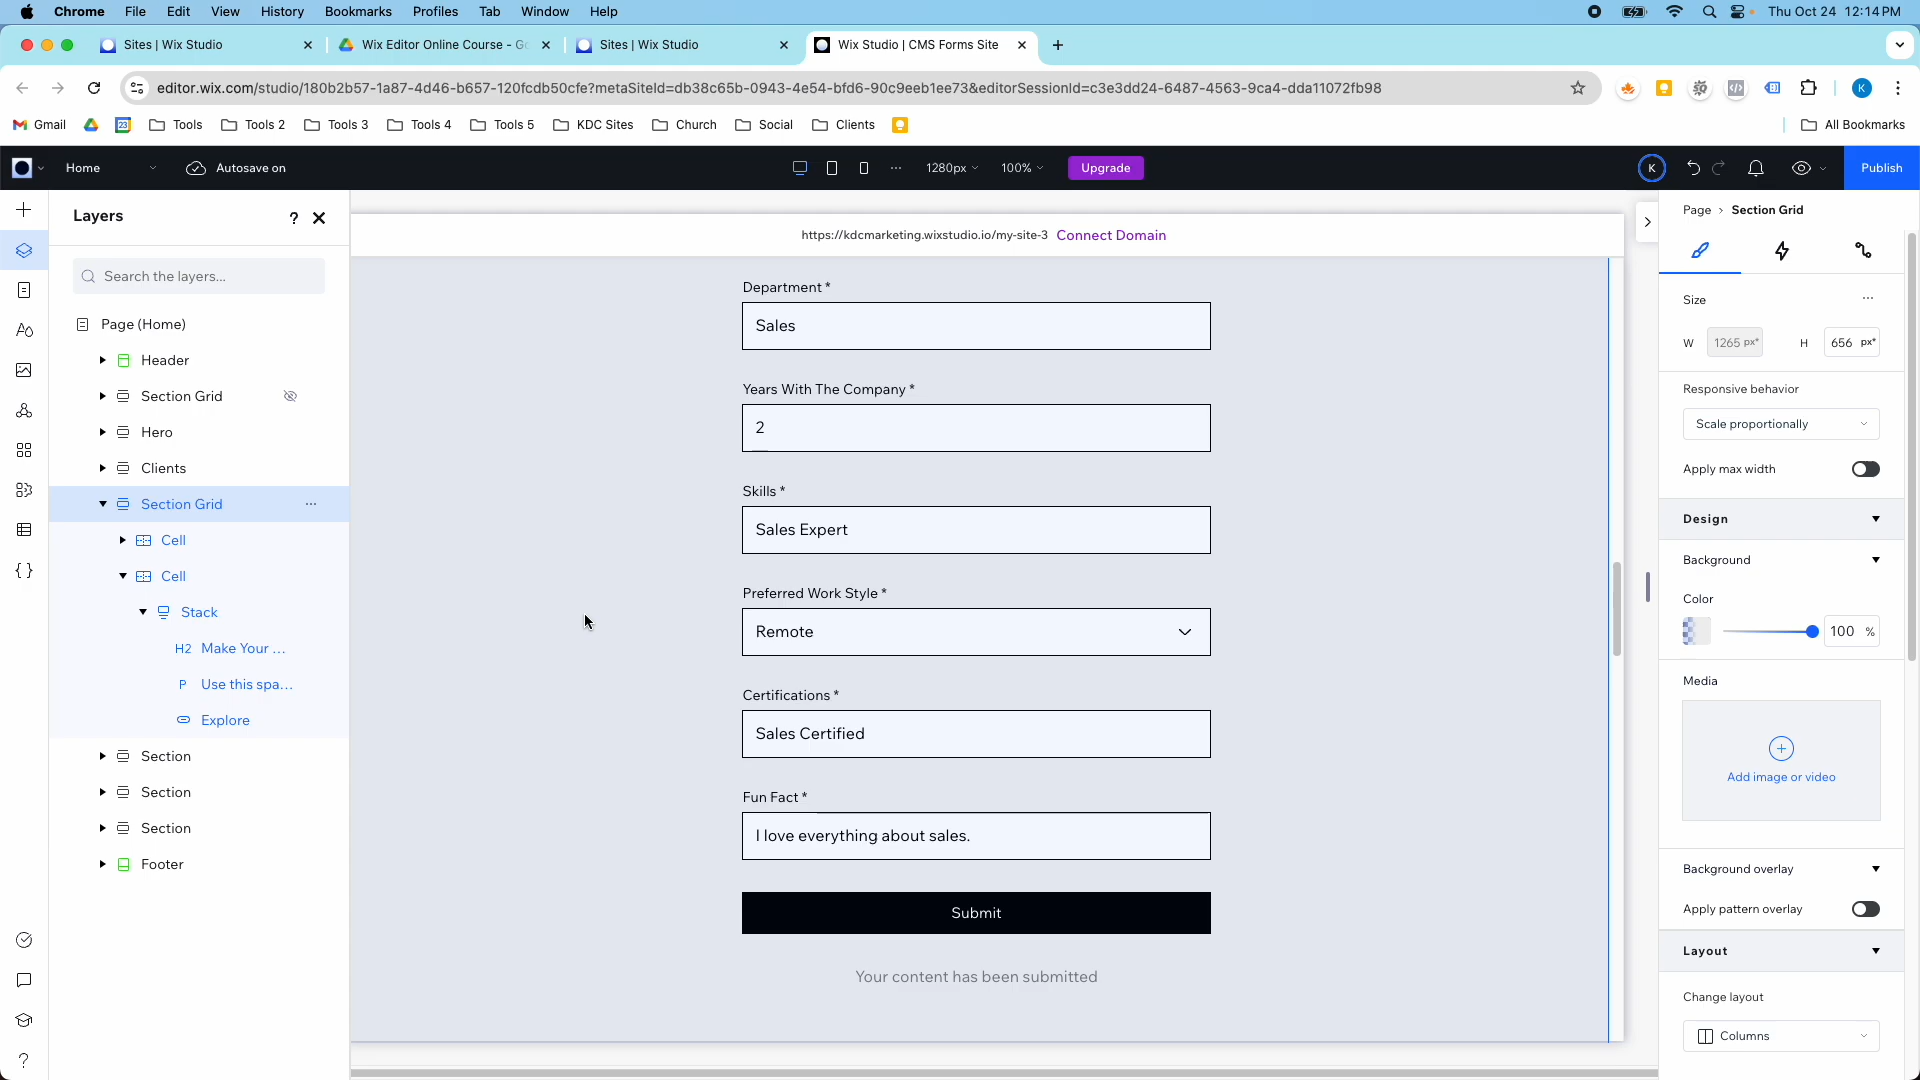 Chrome File Edit View History Bookmarks Profiles Tab Window Help Thu Oct 24 12:14 PM
Sites | Wix Studio Wix Editor Online Course - Go Sites | Wix Studio Wix Studio | CMS Forms Site
editor.wix.com/studio/180b2b57-1a87-4d46-b657-120fcdb50cfe?metaSiteId=db38c65b-0943-4e54-bfd6-90c9eeb1ee73&editorSessionId=c3e3dd24-6487-4563-9ca4-dda11072fb98 K
Gmail 23 Tools Tools 2 Tools 3 Tools 4 Tools 5 KDC Sites Church Social Clients All Bookmarks
Home Autosave on 1280px 100% Upgrade K Publish
Layers ?
Search the layers...
Page (Home)
Header
Section Grid
Hero
Clients
Section Grid
Cell
Cell
Stack
H2 Make Your ...
P Use this spa...
Explore
Section
Section
Section
Footer
https://kdcmarketing.wixstudio.io/my-site-3 Connect Domain
Department *
Sales
Years With The Company *
2
Skills *
Sales Expert
Preferred Work Style *
Remote
Certifications *
Sales Certified
Fun Fact *
I love everything about sales.
Submit
Your content has been submitted
Page > Section Grid
Size
W 1265 px* H 656 px*
Responsive behavior
Scale proportionally
Apply max width
Design
Background
Color
100 %
Media
Add image or video
Background overlay
Apply pattern overlay
Layout
Change layout
Columns